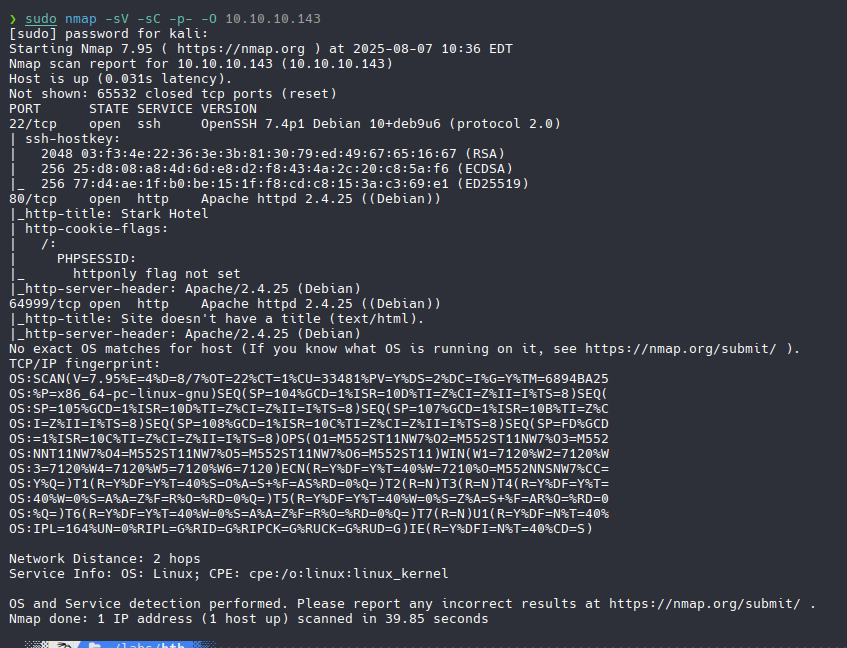 ❯ sudo nmap -sV -sC -p- -O 10.10.10.143
[sudo] password for kali:
Starting Nmap 7.95 ( https://nmap.org ) at 2025-08-07 10:36 EDT
Nmap scan report for 10.10.10.143 (10.10.10.143)
Host is up (0.031s latency).
Not shown: 65532 closed tcp ports (reset)
PORT      STATE SERVICE VERSION
22/tcp    open  ssh     OpenSSH 7.4p1 Debian 10+deb9u6 (protocol 2.0)
| ssh-hostkey:
|   2048 03:f3:4e:22:36:3e:3b:81:30:79:ed:49:67:65:16:67 (RSA)
|   256 25:d8:08:a8:4d:6d:e8:d2:f8:43:4a:2c:20:c8:5a:f6 (ECDSA)
|_  256 77:d4:ae:1f:b0:be:15:1f:f8:cd:c8:15:3a:c3:69:e1 (ED25519)
80/tcp    open  http    Apache httpd 2.4.25 ((Debian))
|_http-title: Stark Hotel
| http-cookie-flags:
|   /:
|     PHPSESSID:
|_      httponly flag not set
|_http-server-header: Apache/2.4.25 (Debian)
64999/tcp open  http    Apache httpd 2.4.25 ((Debian))
|_http-title: Site doesn't have a title (text/html).
|_http-server-header: Apache/2.4.25 (Debian)
No exact OS matches for host (If you know what OS is running on it, see https://nmap.org/submit/ ).
TCP/IP fingerprint:
OS:SCAN(V=7.95%E=4%D=8/7%OT=22%CT=1%CU=33481%PV=Y%DS=2%DC=I%G=Y%TM=6894BA25
OS:%P=x86_64-pc-linux-gnu)SEQ(SP=104%GCD=1%ISR=10D%TI=Z%CI=Z%II=I%TS=8)SEQ(
OS:SP=105%GCD=1%ISR=10D%TI=Z%CI=Z%II=I%TS=8)SEQ(SP=107%GCD=1%ISR=10B%TI=Z%C
OS:I=Z%II=I%TS=8)SEQ(SP=108%GCD=1%ISR=10C%TI=Z%CI=Z%II=I%TS=8)SEQ(SP=FD%GCD
OS:=1%ISR=10C%TI=Z%CI=Z%II=I%TS=8)OPS(O1=M552ST11NW7%O2=M552ST11NW7%O3=M552
OS:NNT11NW7%O4=M552ST11NW7%O5=M552ST11NW7%O6=M552ST11)WIN(W1=7120%W2=7120%W
OS:3=7120%W4=7120%W5=7120%W6=7120)ECN(R=Y%DF=Y%T=40%W=7210%O=M552NNSNW7%CC=
OS:Y%Q=)T1(R=Y%DF=Y%T=40%S=O%A=S+%F=AS%RD=0%Q=)T2(R=N)T3(R=N)T4(R=Y%DF=Y%T=
OS:40%W=0%S=A%A=Z%F=R%O=%RD=0%Q=)T5(R=Y%DF=Y%T=40%W=0%S=Z%A=S+%F=AR%O=%RD=0
OS:%Q=)T6(R=Y%DF=Y%T=40%W=0%S=A%A=Z%F=R%O=%RD=0%Q=)T7(R=N)U1(R=Y%DF=N%T=40%
OS:IPL=164%UN=0%RIPL=G%RID=G%RIPCK=G%RUCK=G%RUD=G)IE(R=Y%DFI=N%T=40%CD=S)
Network Distance: 2 hops
Service Info: OS: Linux; CPE: cpe:/o:linux:linux_kernel
OS and Service detection performed. Please report any incorrect results at https://nmap.org/submit/ .
Nmap done: 1 IP address (1 host up) scanned in 39.85 seconds